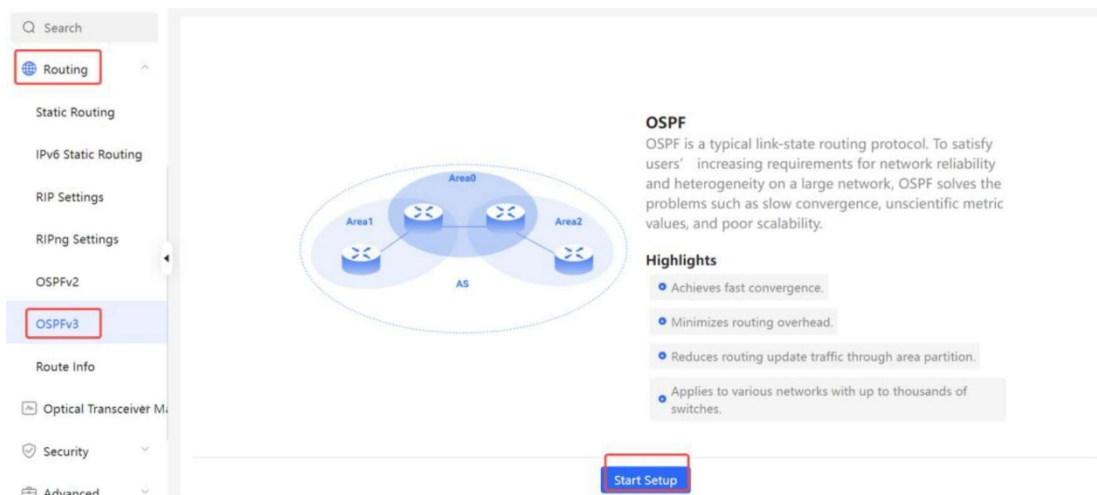 Search
Routing
Static Routing
IPv6 Static Routing
RIP Settings
RIPng Settings
OSPFv2
OSPFv3
Route Info
Optical Transceiver
Security
Advanced
Area0
Area1
Area2
AS
OSPF
OSPF is a typical link-state routing protocol. To satisfy
users' increasing requirements for network reliability
and heterogeneity on a large network, OSPF solves the
problems such as slow convergence, unscientific metric
values, and poor scalability.
Highlights
Achieves fast convergence.
Minimizes routing overhead.
Reduces routing update traffic through area partition.
Applies to various networks with up to thousands of
switches.
Start Setup